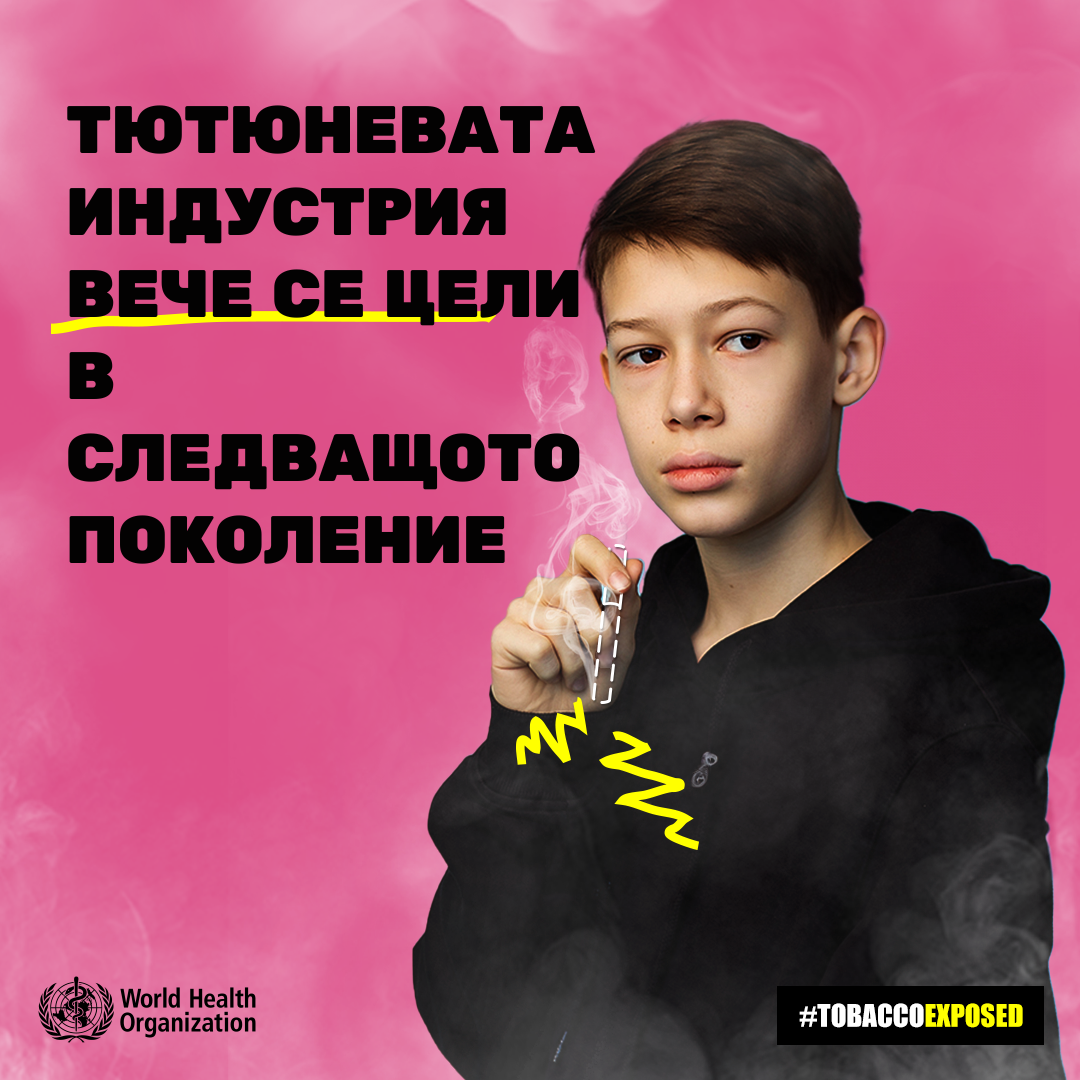 ТЮТЮНЕВАТА
ИНДУСТРИЯ
ВЕЧЕ СЕ ЦЕЛИ
В
СЛЕДВАЩОТО
ПОКОЛЕНИЕ
World Health
Organization
#TOBACCOEXPOSED